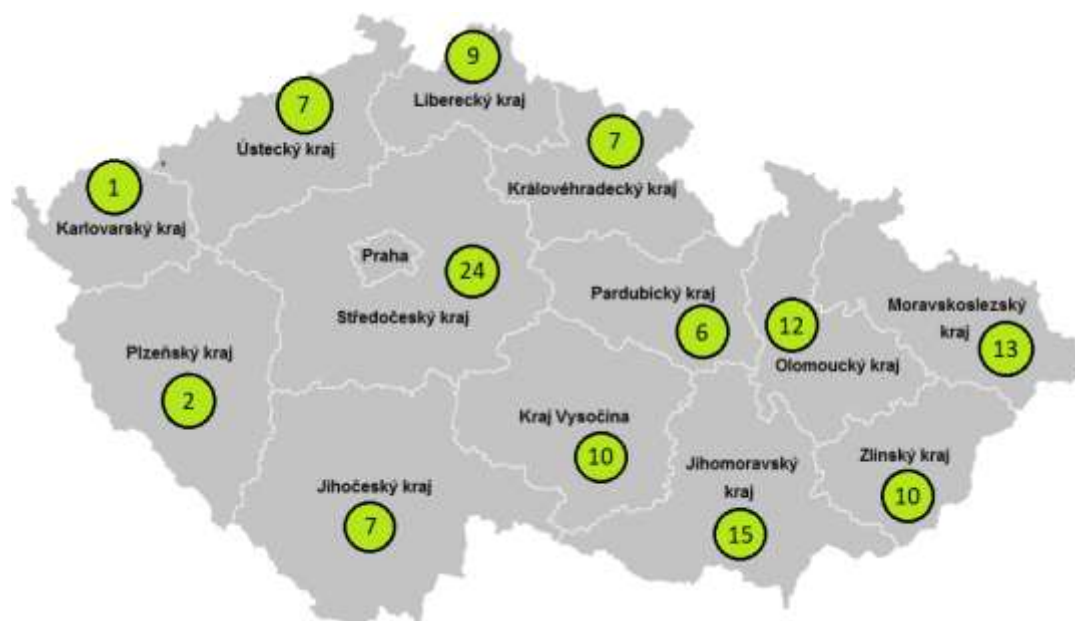 9
Liberecký kraj
7
Ústecký kraj
7
Královéhradecký kraj
1
Karlovarský kraj
Praha
24
Středočeský kraj
Pardubický kraj
6
12
Olomoucký kraj
Moravskoslezský
kraj
13
Plzeňský kraj
2
Kraj Vysočina
10
Jihomoravský
kraj
15
Zlínský kraj
10
Jihočeský kraj
7